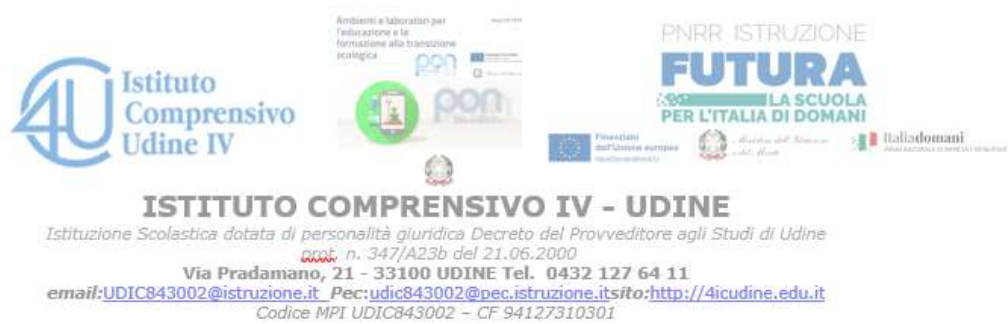 4U Istituto
Comprensivo
Udine IV
Ambienti e laboratori per
l'educazione e la
formazione alla transizione
ecologica
pon
pon
PNRR ISTRUZIONE
FUTURA
LA SCUOLA
PER L'ITALIA DI DOMANI
Finanziato
dall'Unione europea
NextGenerationEU
Italiadomani
ISTITUTO COMPRENSIVO IV - UDINE
Istituzione Scolastica dotata di personalità giuridica Decreto del Provveditore agli Studi di Udine
prot. n. 347/A23b del 21.06.2000
Via Pradamano, 21 - 33100 UDINE Tel. 0432 127 64 11
email:UDIC843002@istruzione.it Pec:udic843002@pec.istruzione.itsito:http://4icudine.edu.it
Codice MPI UDIC843002 – CF 94127310301